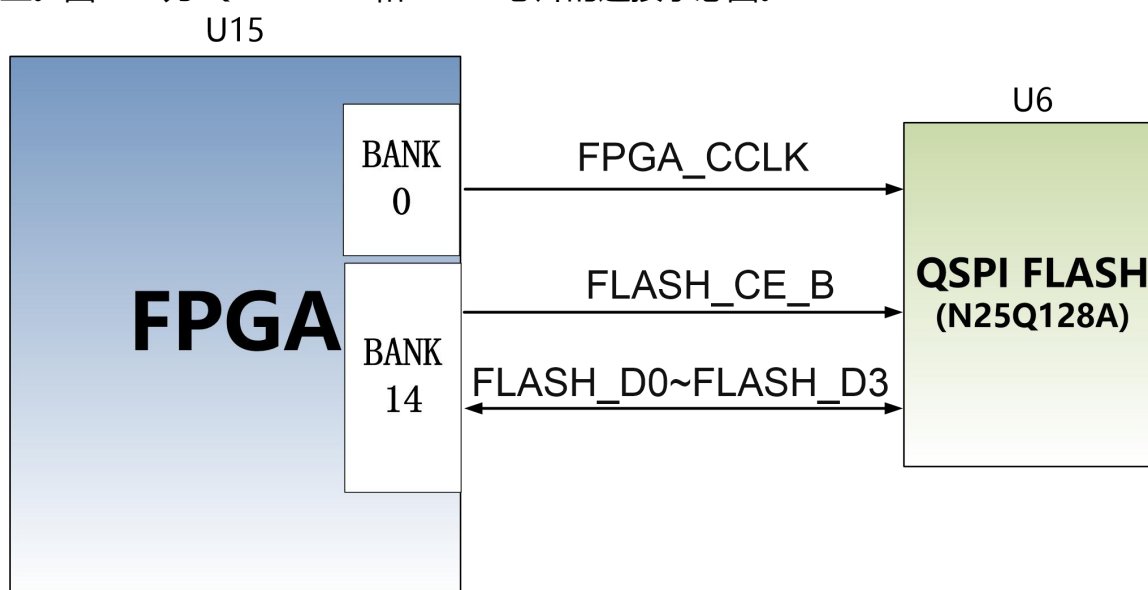 U15
U6
BANK
0
FPGA_CCLK
FPGA
BANK
14
FLASH_CE_B
FLASH_D0~FLASH_D3
QSPI FLASH
(N25Q128A)